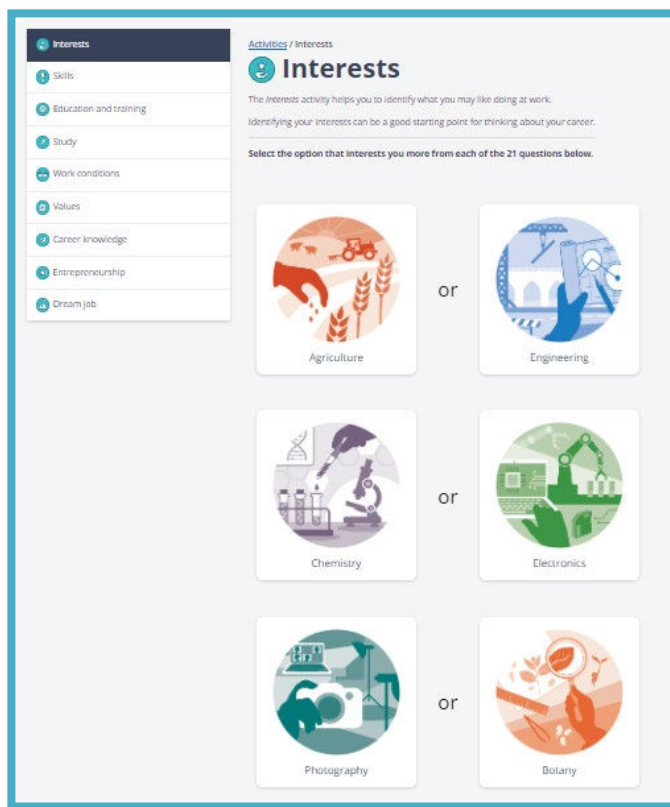 Interests
Skills
Education and training
Study
Work conditions
Values
Career knowledge
Entrepreneurship
Dream job
Activities / Interests
Interests
The Interests activity helps you to identify what you may like doing at work.
Identifying your interests can be a good starting point for thinking about your career.
Select the option that interests you more from each of the 21 questions below.
Agriculture
or
Engineering
Chemistry
or
Electronics
Photography
or
Botany